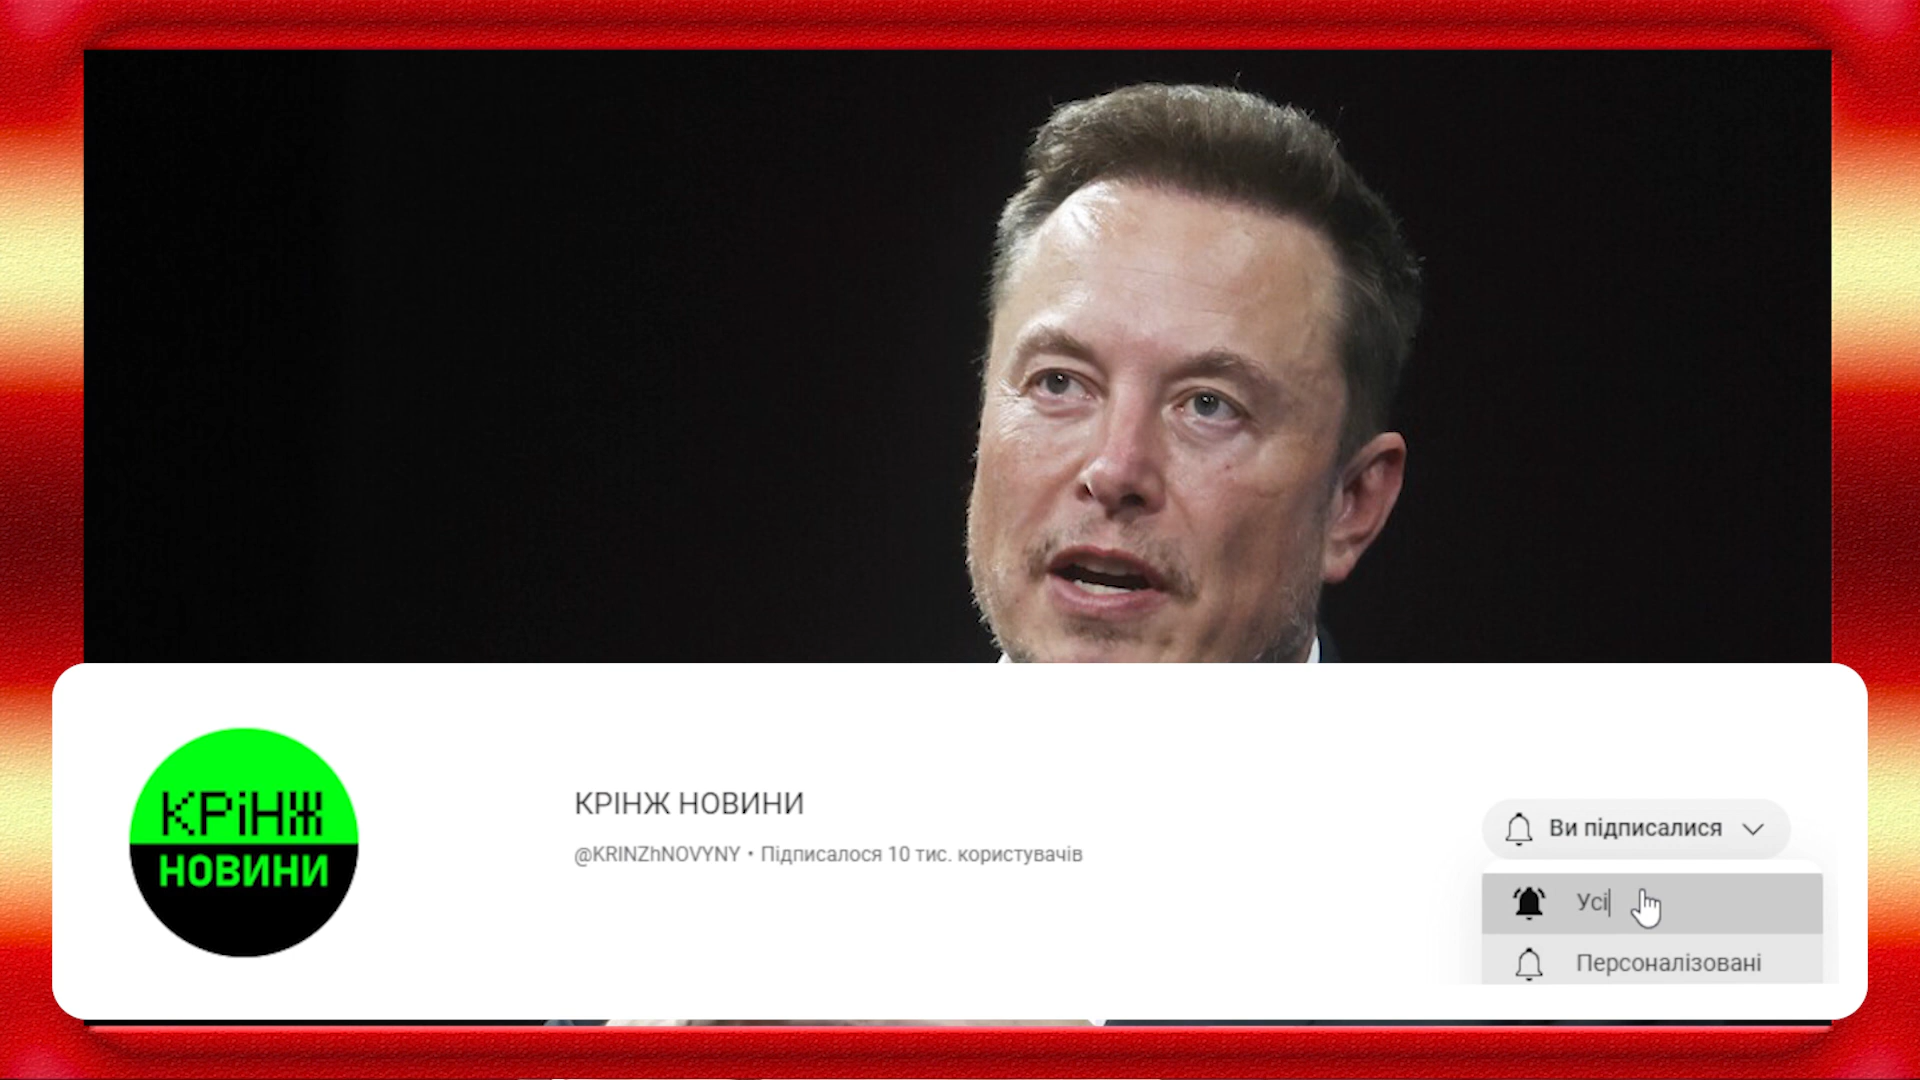 КРІНЖ
НОВИНИ
КРІНЖ НОВИНИ
@KRINZhNOVYNY • Підписалося 10 тис. користувачів
Ви підписалися
Усі
Персоналізовані